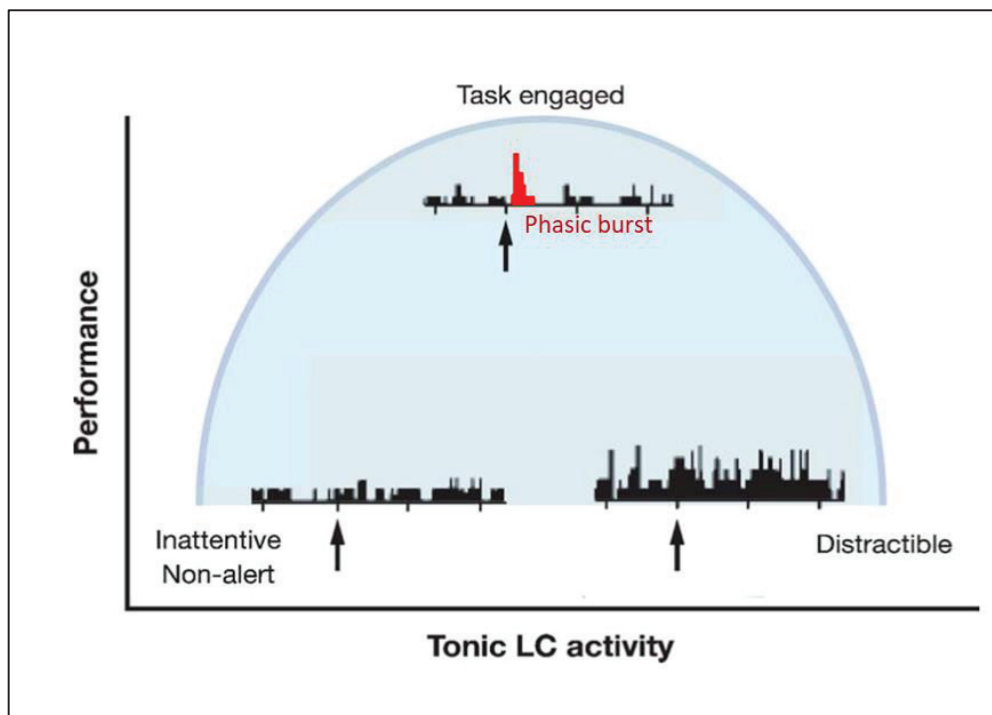 Task engaged
Phasic burst
Performance
Inattentive
Non-alert
Distractible
Tonic LC activity